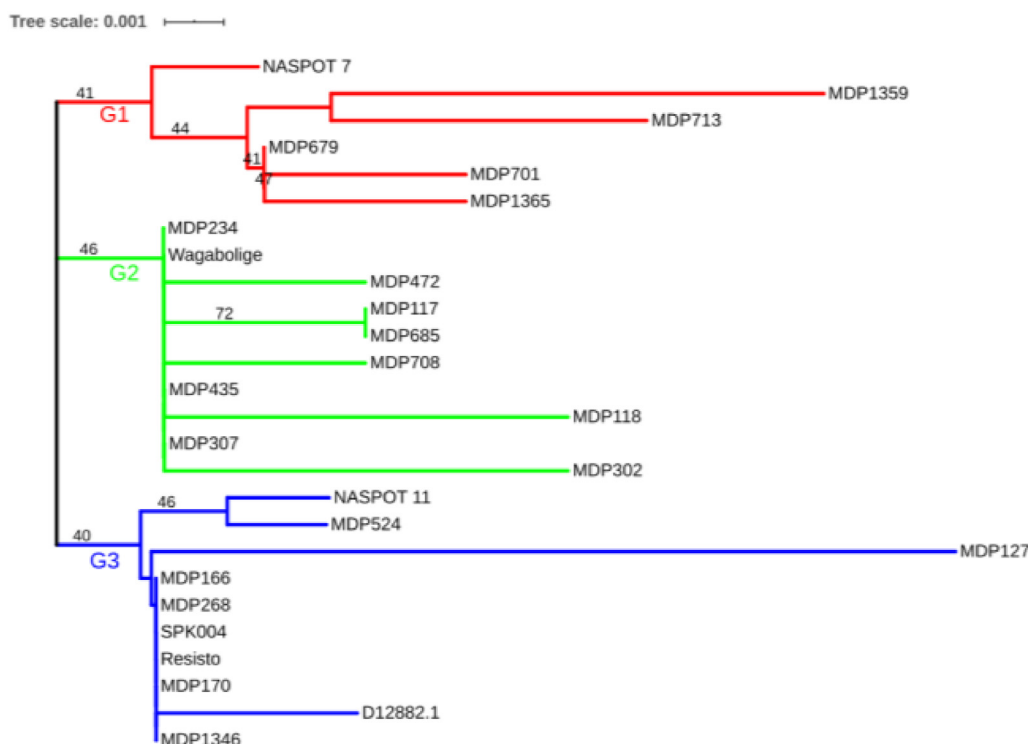 Tree scale: 0.001
NASPOT 7
41
MDP1359
G1
MDP713
44
MDP679
41
MDP701
47
MDP1365
MDP234
46
Wagabolige
G2
MDP472
MDP117
72
MDP685
MDP708
MDP435
MDP118
MDP307
MDP302
NASPOT 11
46
MDP524
40
MDP127
G3
MDP166
MDP268
SPK004
Resisto
MDP170
D12882.1
MDP1346